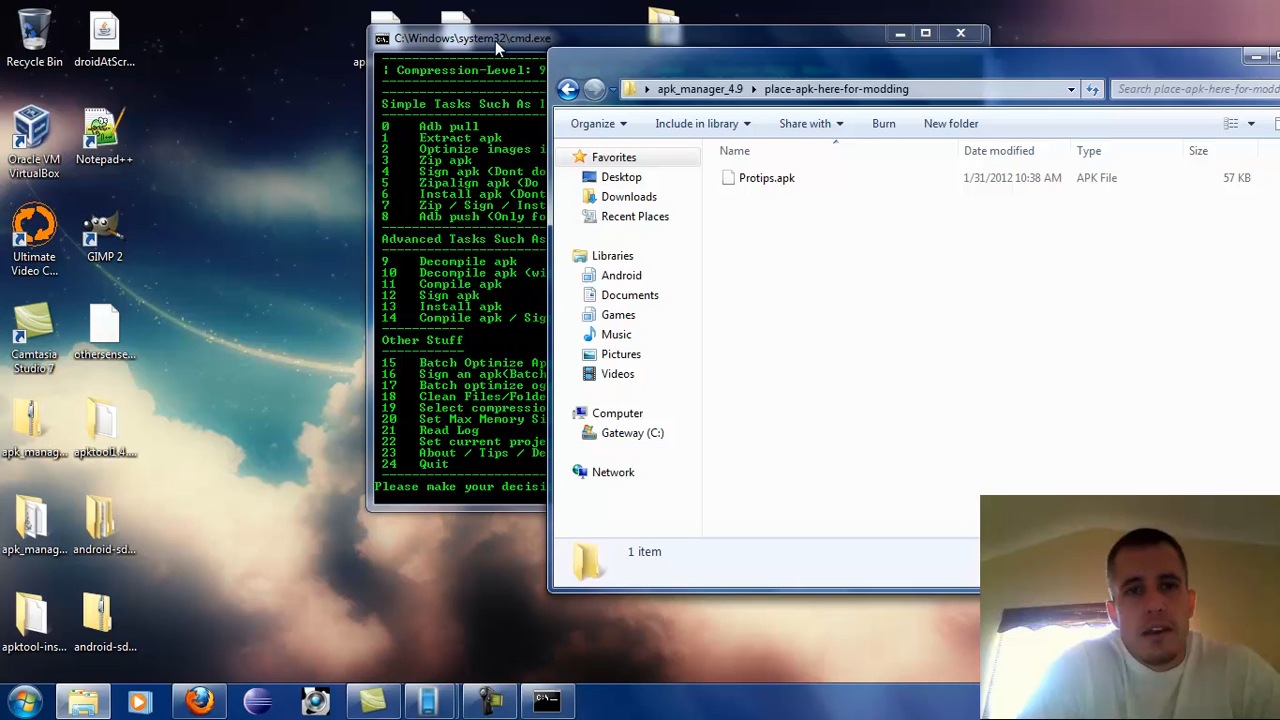 Recycle Bin
droidAtScr...
Oracle VM
VirtualBox
Notepad++
Ultimate
Video C...
GIMP 2
Camtasia
Studio 7
othersense...
apk_manag...
apktool1.4....
apk_manag...
android-sd...
apktool-ins...
android-sd...
C:\Windows\system32\cmd.exe
| Compression-Level: 9
Simple Tasks Such As I
0 Adb pull
1 Extract apk
2 Optimize images i
3 Zip apk
4 Sign apk (Dont do
5 Zipalign apk (Do
6 Install apk (Dont
7 Zip / Sign / Inst
8 Adb push (Only fo
Advanced Tasks Such As
9 Decompile apk
10 Decompile apk (wi
11 Compile apk
12 Sign apk
13 Install apk
14 Compile apk / Sig
Other Stuff
15 Batch Optimize Ap
16 Sign an apk(Batch
17 Batch optimize og
18 Clean Files/Folde
19 Select compressio
20 Set Max Memory Si
21 Read Log
22 Set current proje
23 About / Tips / De
24 Quit
Please make your decisi
apk_manager_4.9 place-apk-here-for-modding
Search place-apk-here-for-modding
Organize Include in library Share with Burn New folder
Name Date modified Type Size
Protips.apk 1/31/2012 10:38 AM APK File 57 KB
Favorites
Desktop
Downloads
Recent Places
Libraries
Android
Documents
Games
Music
Pictures
Videos
Computer
Gateway (C:)
Network
1 item